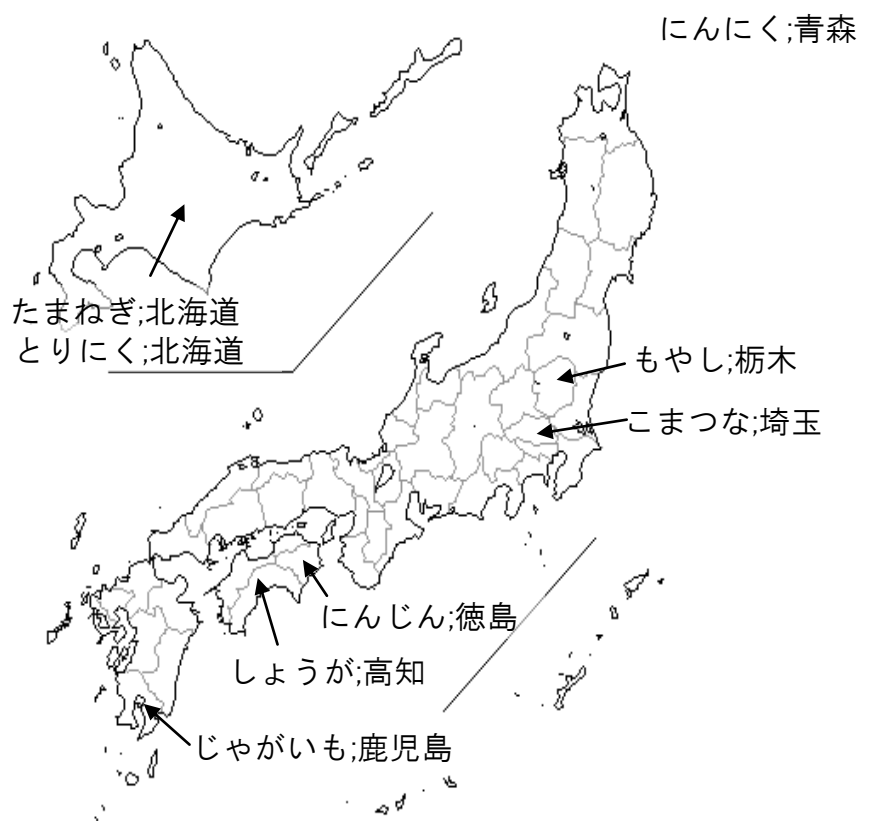 にんにく;青森
たまねぎ;北海道
とりにく;北海道
もやし;栃木
こまつな;埼玉
にんじん;徳島
しょうが;高知
じゃがいも;鹿児島